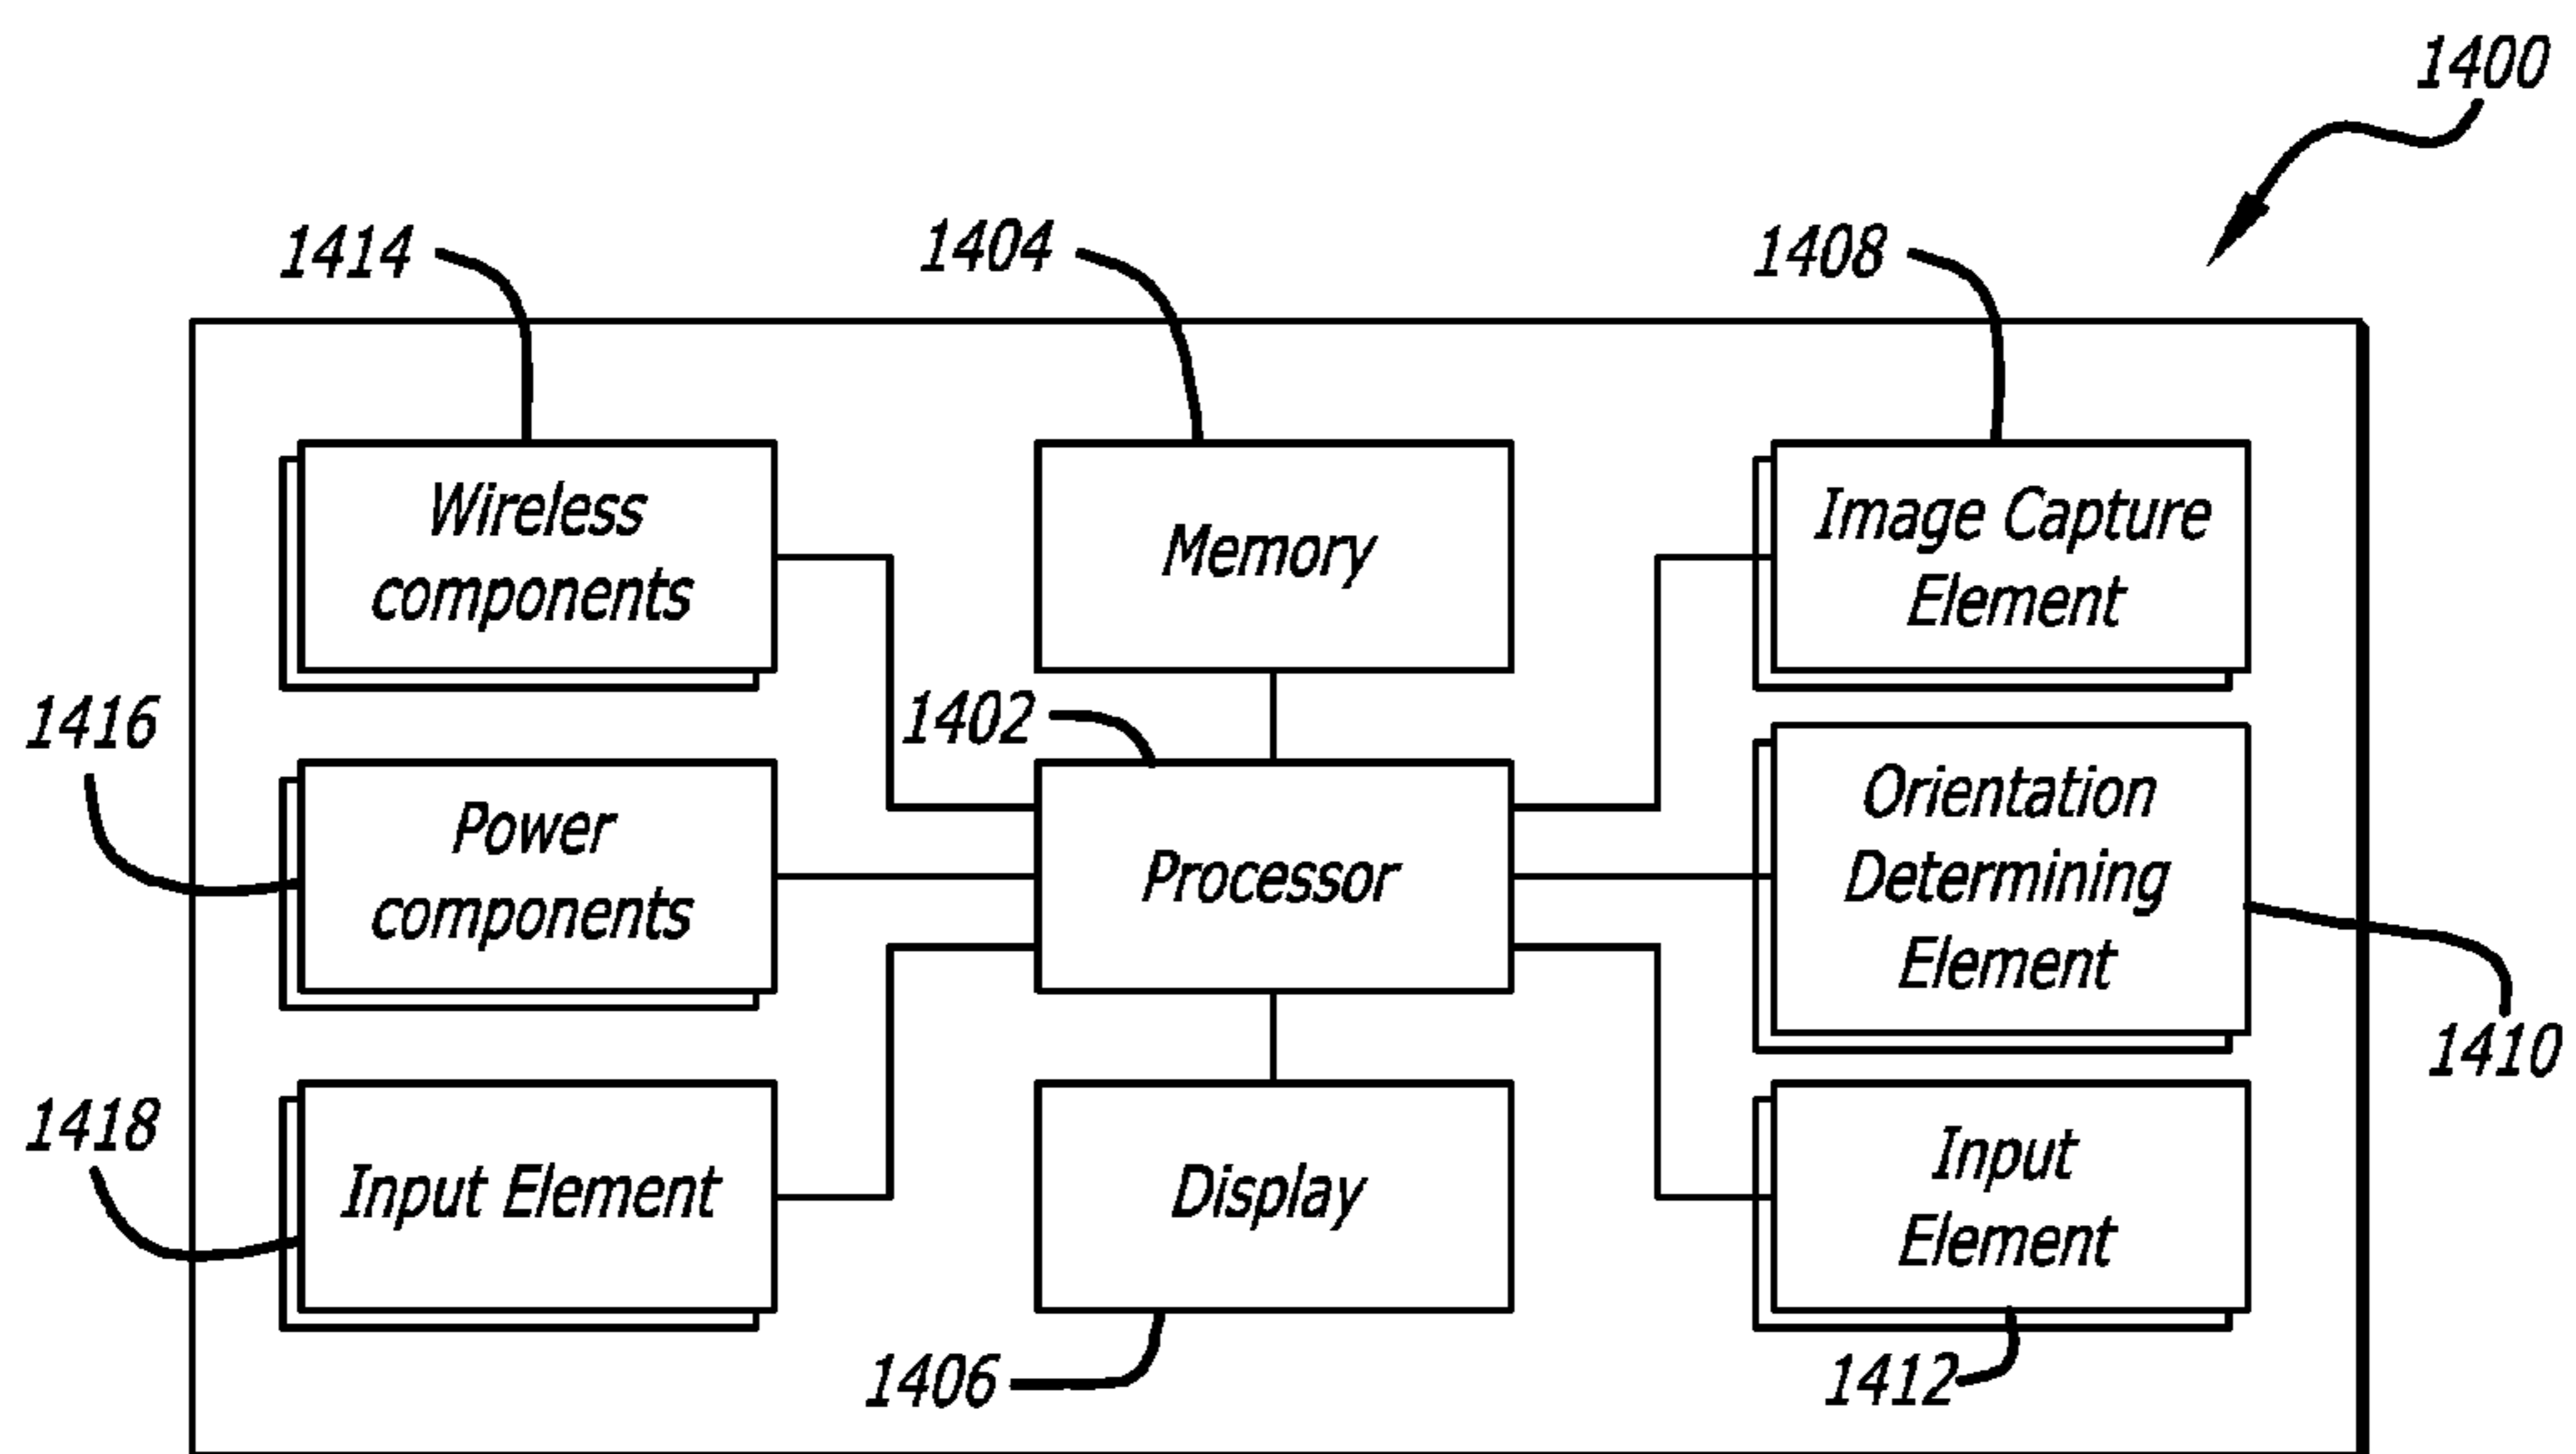 1400
1414
1404
1408
Wireless
components
Memory
Image Capture
Element
1416
1402
Power
components
Processor
Orientation
Determining
Element
1410
1418
Input Element
Display
Input
Element
1406
1412